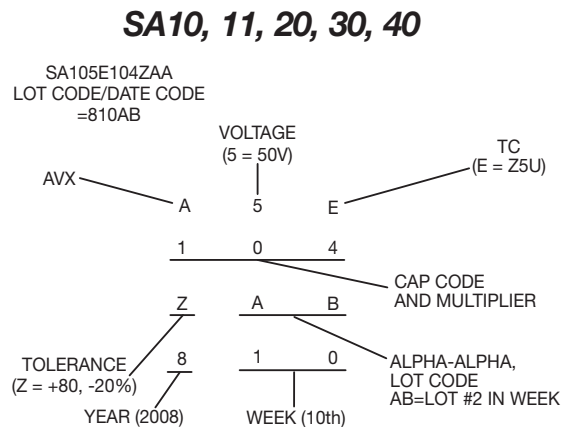 SA10, 11, 20, 30, 40
SA105E104ZAA
LOT CODE/DATE CODE
=810AB
VOLTAGE
(5 = 50V)
TC
(E = Z5U)
AVX
A 5 E
1 0 4
CAP CODE
AND MULTIPLIER
Z A B
TOLERANCE
(Z = +80, -20%)
8 1 0
ALPHA-ALPHA,
LOT CODE
AB=LOT #2 IN WEEK
YEAR (2008)
WEEK (10th)